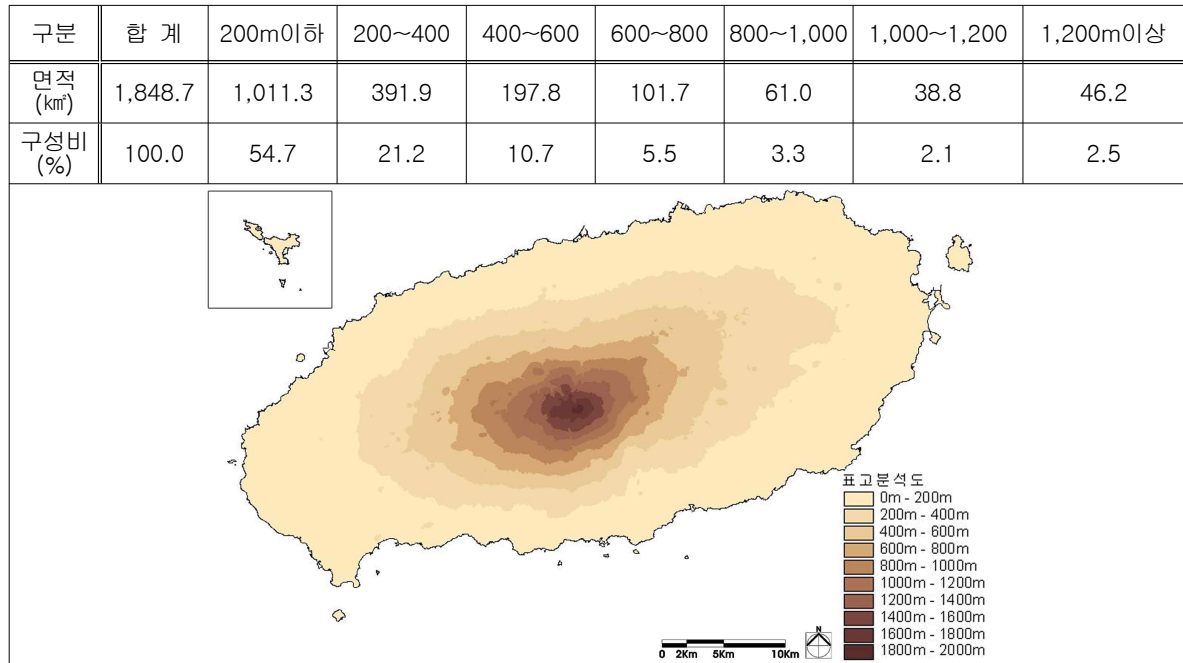 구분 합 계 200m이하 200~400 400~600 600~800 800~1,000 1,000~1,200 1,200m이상
면적
(㎢) 1,848.7 1,011.3 391.9 197.8 101.7 61.0 38.8 46.2
구성비
(%) 100.0 54.7 21.2 10.7 5.5 3.3 2.1 2.5
표고분석도
0m - 200m
200m - 400m
400m - 600m
600m - 800m
800m - 1000m
1000m - 1200m
1200m - 1400m
1400m - 1600m
1600m - 1800m
1800m - 2000m
N
0 2Km 5Km 10Km